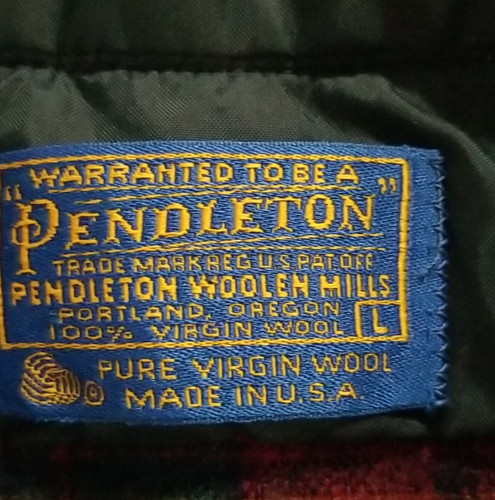 "WARRANTED TO BE A
PENDLETON"
TRADE MARK REG U S PAT OFF
PENDLETON WOOLEN MILLS
PORTLAND, OREGON
100% VIRGIN WOOL L
PURE VIRGIN WOOL
MADE IN U.S.A.